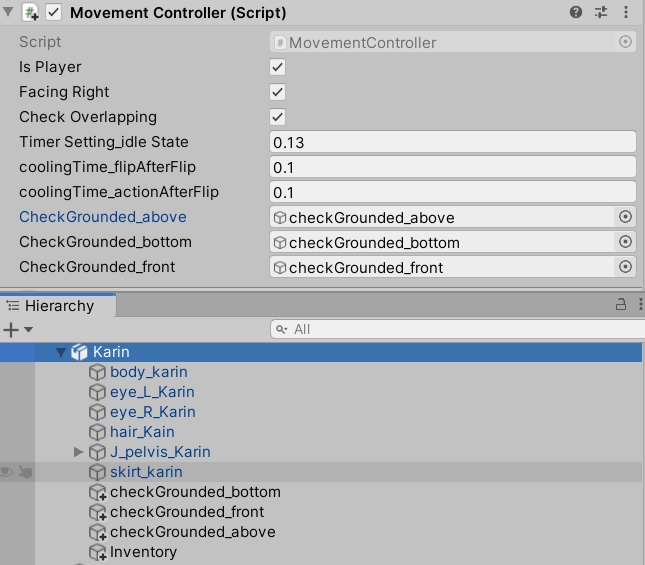 Movement Controller (Script)
Script MovementController
Is Player
Facing Right
Check Overlapping
Timer Setting_idle State 0.13
coolingTime_flipAfterFlip 0.1
coolingTime_actionAfterFlip 0.1
CheckGrounded_above checkGrounded_above
CheckGrounded_bottom checkGrounded_bottom
CheckGrounded_front checkGrounded_front
Hierarchy
All
Karin
body_karin
eye_L_Karin
eye_R_Karin
hair_Kain
J_pelvis_Karin
skirt_karin
checkGrounded_bottom
checkGrounded_front
checkGrounded_above
Inventory